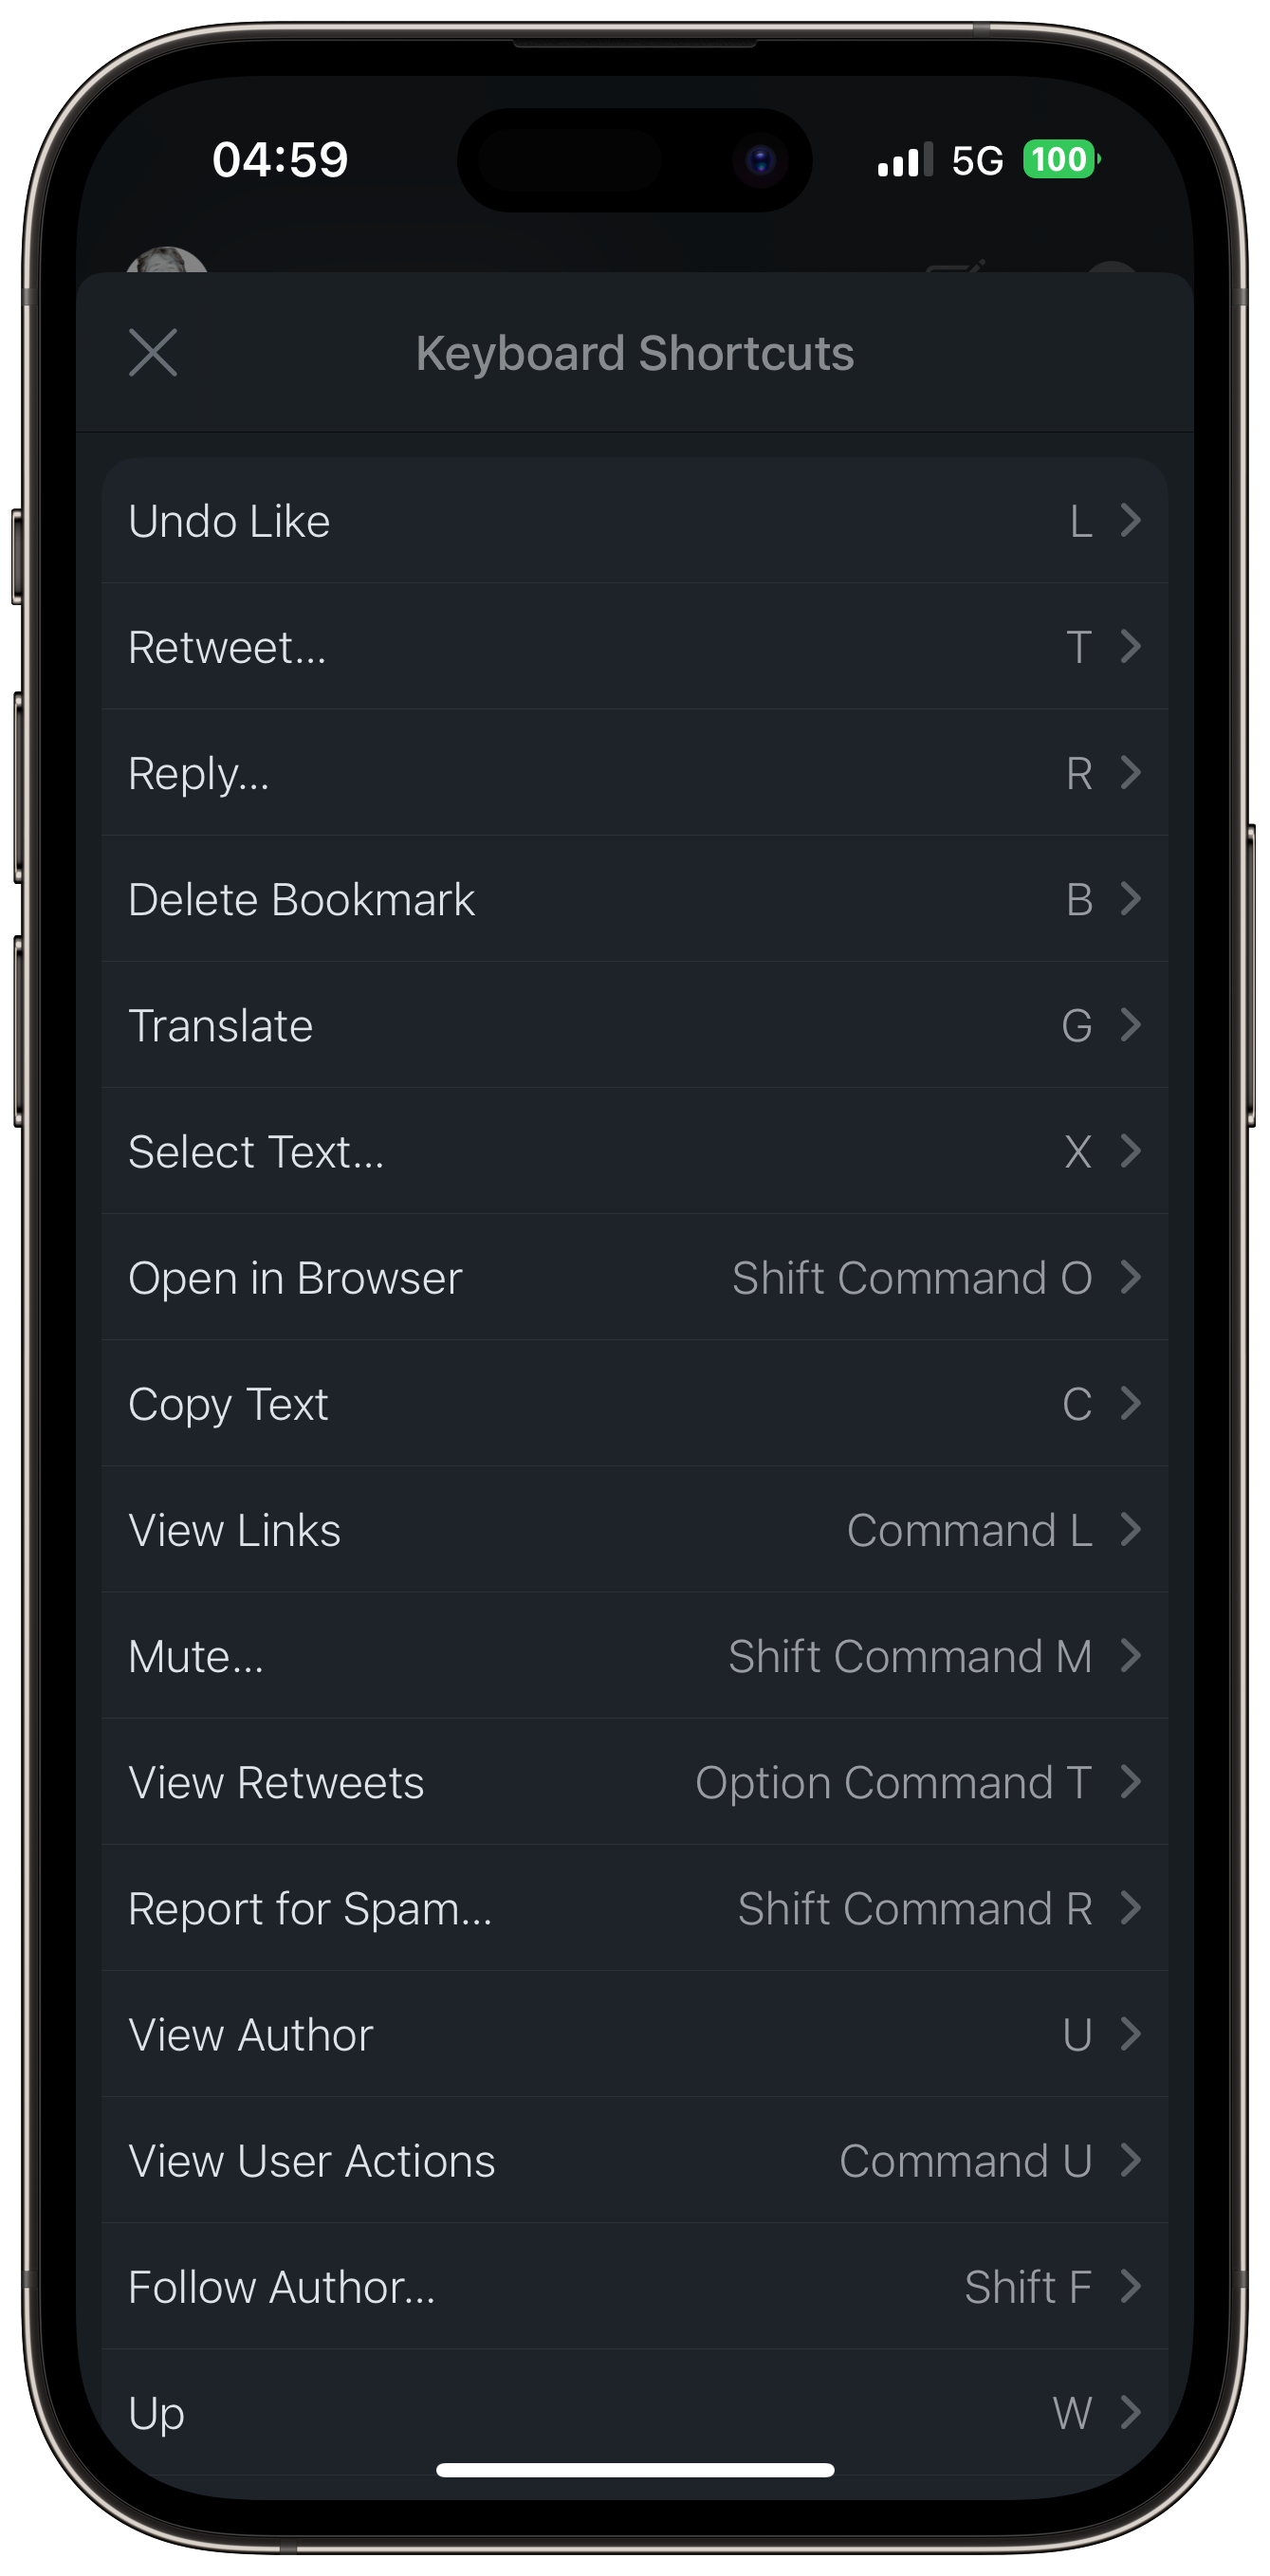 04:59 5G 100
Keyboard Shortcuts
Undo Like L
Retweet... T
Reply... R
Delete Bookmark B
Translate G
Select Text... X
Open in Browser Shift Command O
Copy Text C
View Links Command L
Mute... Shift Command M
View Retweets Option Command T
Report for Spam... Shift Command R
View Author U
View User Actions Command U
Follow Author... Shift F
Up W